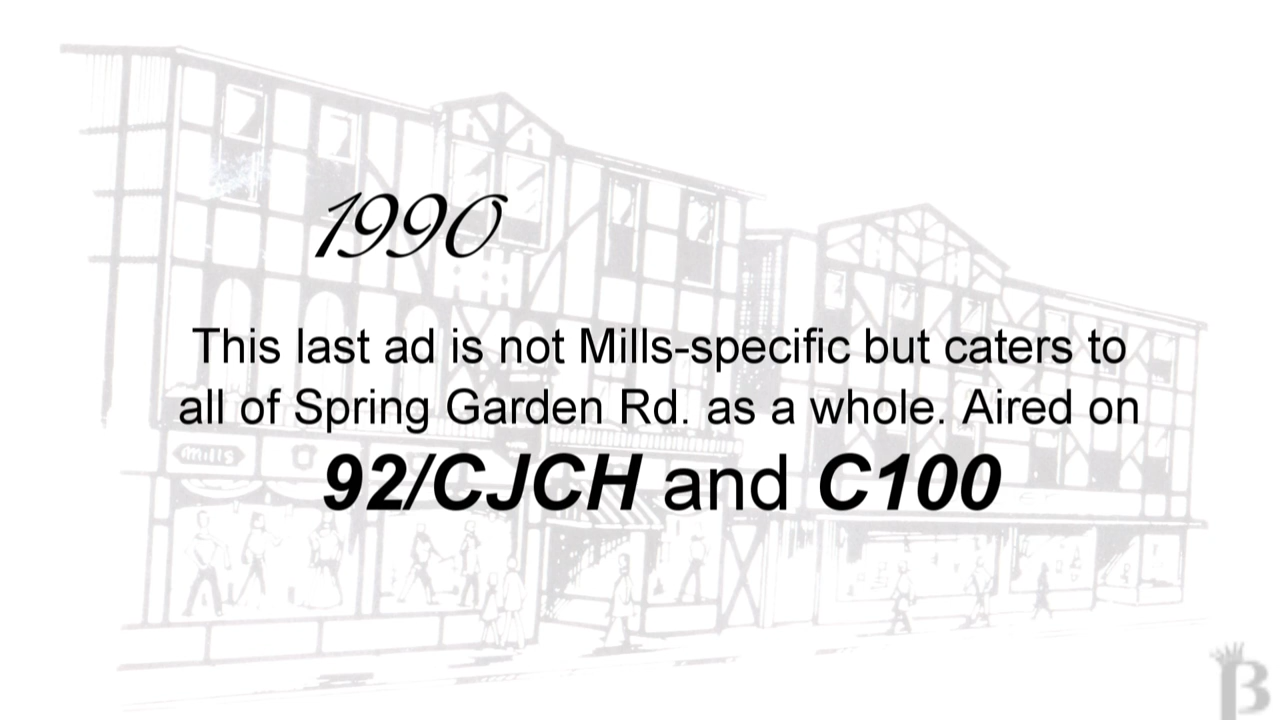 1990
This last ad is not Mills-specific but caters to
all of Spring Garden Rd. as a whole. Aired on
mills
92/CJCH and C100
B